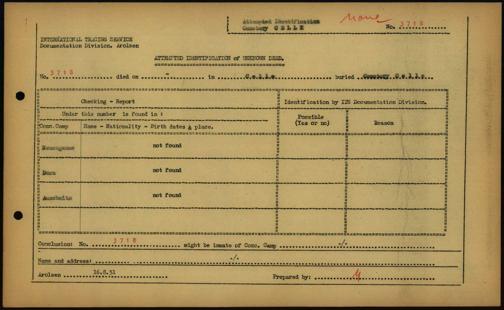 Attempted Identification
Cemetery CELLE
None
No. 3718
INTERNATIONAL TRACING SERVICE
Documentation Division, Arolsen
ATTEMPTED IDENTIFICATION of UNKNOWN DEAD.
No. 3718 died on " in Celle buried Cemetery Celle
Checking - Report
Identification by ITS Documentation Division.
Under this number is found in :
Possible
(Yes or no)
Reason
Conc.Camp
Name - Nationality - Birth dates & place.
Neuengamme
not found
Dora
not found
Auschwitz
not found
Conclusion: No. 3718 might be inmate of Conc. Camp ./.
Name and address: ./.
Arolsen 16.8.51
Prepared by: